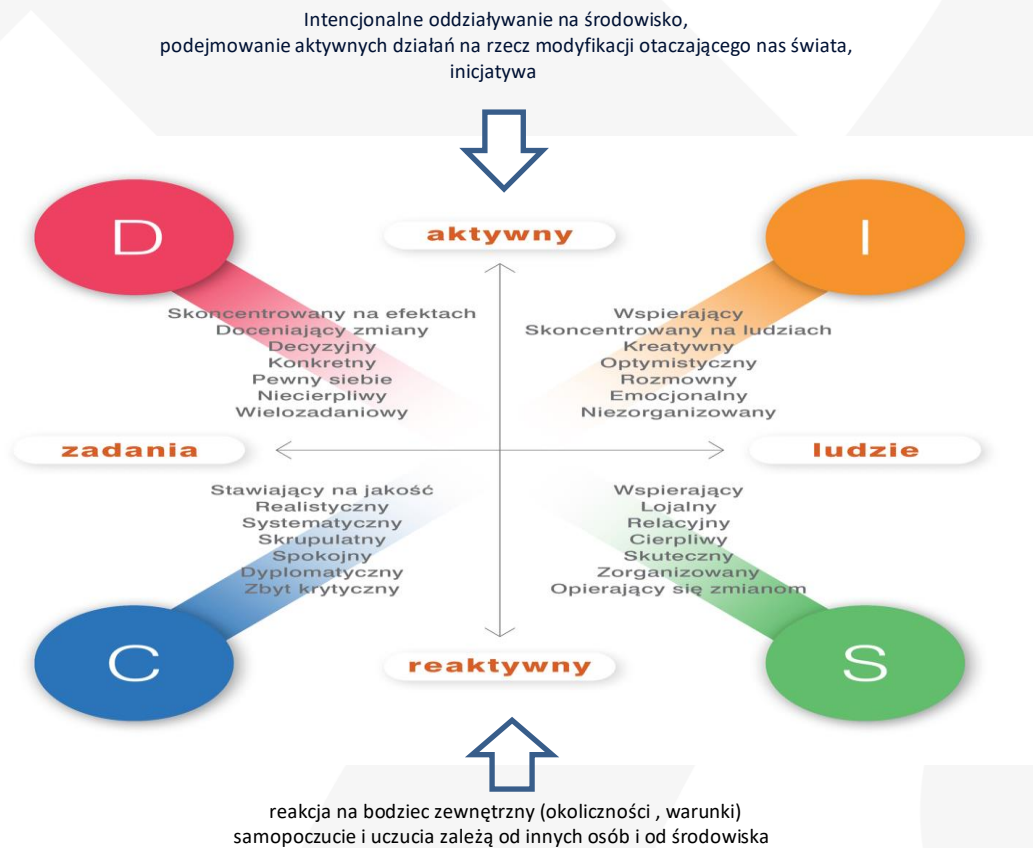 Intencjonalne oddziaływanie na środowisko,
podejmowanie aktywnych działań na rzecz modyfikacji otaczającego nas świata,
inicjatywa
D
I
aktywny
Skoncentrowany na efektach
Doceniający zmiany
Decyzyjny
Konkretny
Pewny siebie
Niecierpliwy
Wielozadaniowy
Wspierający
Skoncentrowany na ludziach
Kreatywny
Optymistyczny
Rozmowny
Emocjonalny
Niezorganizowany
zadania
ludzie
Stawiający na jakość
Realistyczny
Systematyczny
Skrupulatny
Spokojny
Dyplomatyczny
Zbyt krytyczny
Wspierający
Lojalny
Relacyjny
Cierpliwy
Skuteczny
Zorganizowany
Opierający się zmianom
C
S
reaktywny
reakcja na bodziec zewnętrzny (okoliczności , warunki)
samopoczucie i uczucia zależą od innych osób i od środowiska